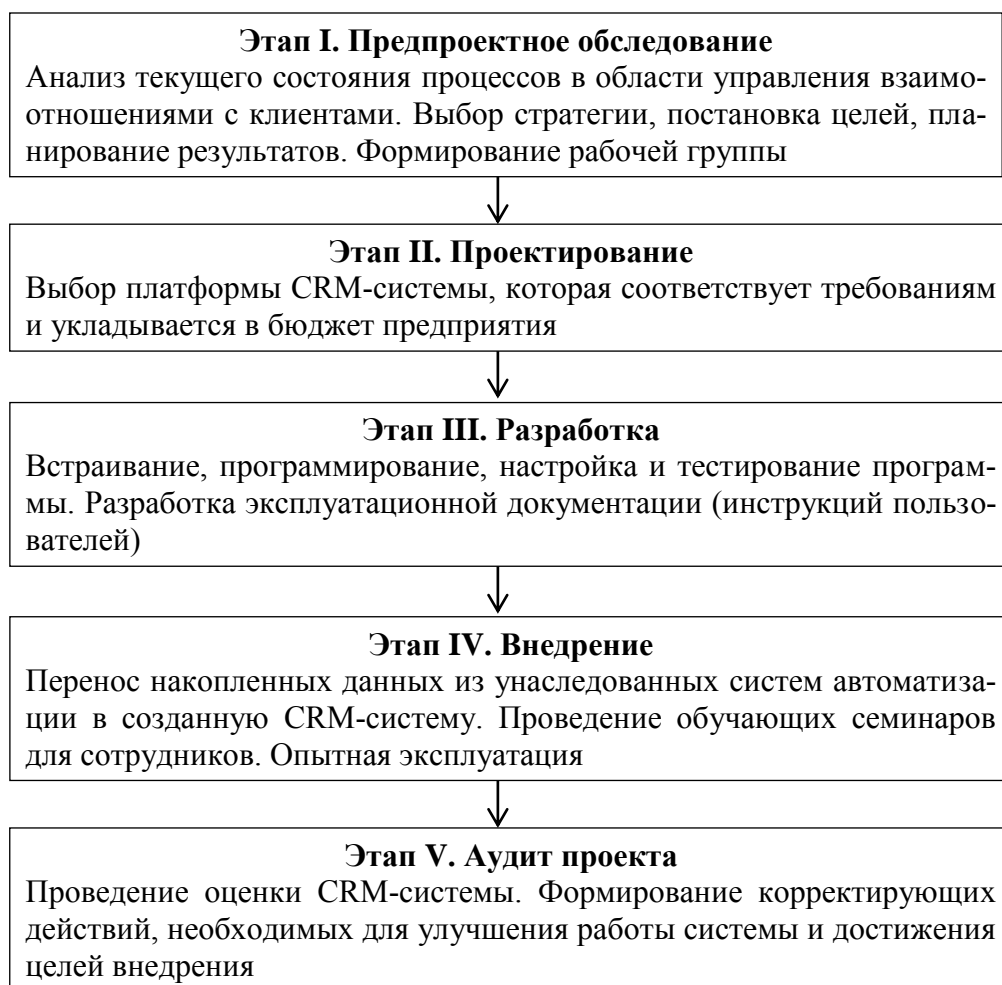 Этап I. Предпроектное обследование
Анализ текущего состояния процессов в области управления взаимо-
отношениями с клиентами. Выбор стратегии, постановка целей, пла-
нирование результатов. Формирование рабочей группы
Этап II. Проектирование
Выбор платформы CRM-системы, которая соответствует требованиям
и укладывается в бюджет предприятия
Этап III. Разработка
Встраивание, программирование, настройка и тестирование програм-
мы. Разработка эксплуатационной документации (инструкций пользо-
вателей)
Этап IV. Внедрение
Перенос накопленных данных из унаследованных систем автоматиза-
ции в созданную CRM-систему. Проведение обучающих семинаров
для сотрудников. Опытная эксплуатация
Этап V. Аудит проекта
Проведение оценки CRM-системы. Формирование корректирующих
действий, необходимых для улучшения работы системы и достижения
целей внедрения